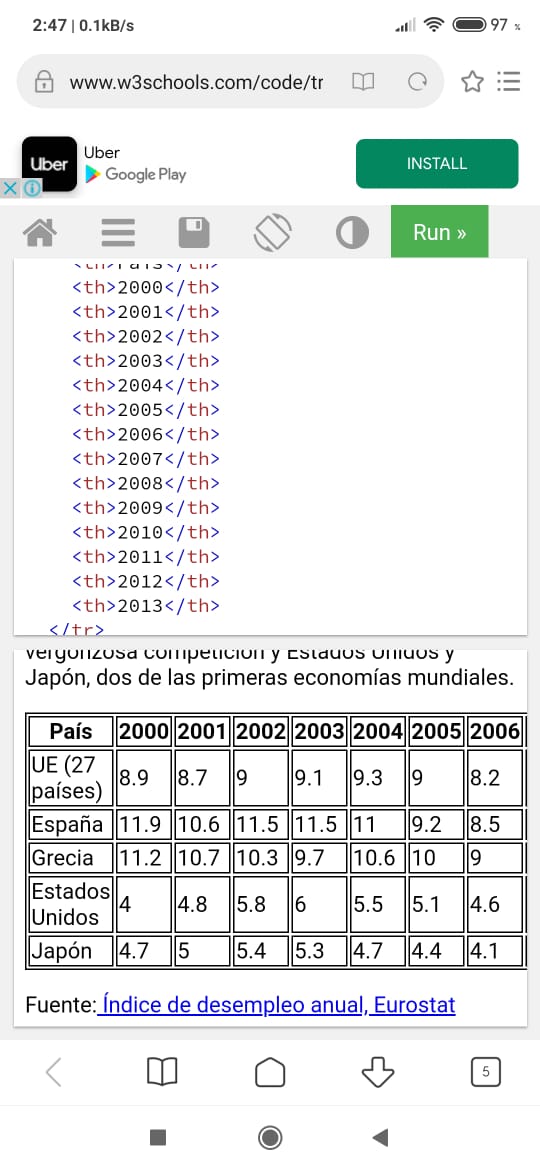 2:47 | 0.1kB/s
97 %
www.w3schools.com/code/tr
Uber
Uber
Google Play
INSTALL
Run »
<th>País</th>
<th>2000</th>
<th>2001</th>
<th>2002</th>
<th>2003</th>
<th>2004</th>
<th>2005</th>
<th>2006</th>
<th>2007</th>
<th>2008</th>
<th>2009</th>
<th>2010</th>
<th>2011</th>
<th>2012</th>
<th>2013</th>
</tr>
vergonzosa competición y Estados Unidos y
Japón, dos de las primeras economías mundiales.
País 2000 2001 2002 2003 2004 2005 2006
UE (27 países) 8.9 8.7 9 9.1 9.3 9 8.2
España 11.9 10.6 11.5 11.5 11 9.2 8.5
Grecia 11.2 10.7 10.3 9.7 10.6 10 9
Estados Unidos 4 4.8 5.8 6 5.5 5.1 4.6
Japón 4.7 5 5.4 5.3 4.7 4.4 4.1
Fuente: Índice de desempleo anual, Eurostat
5